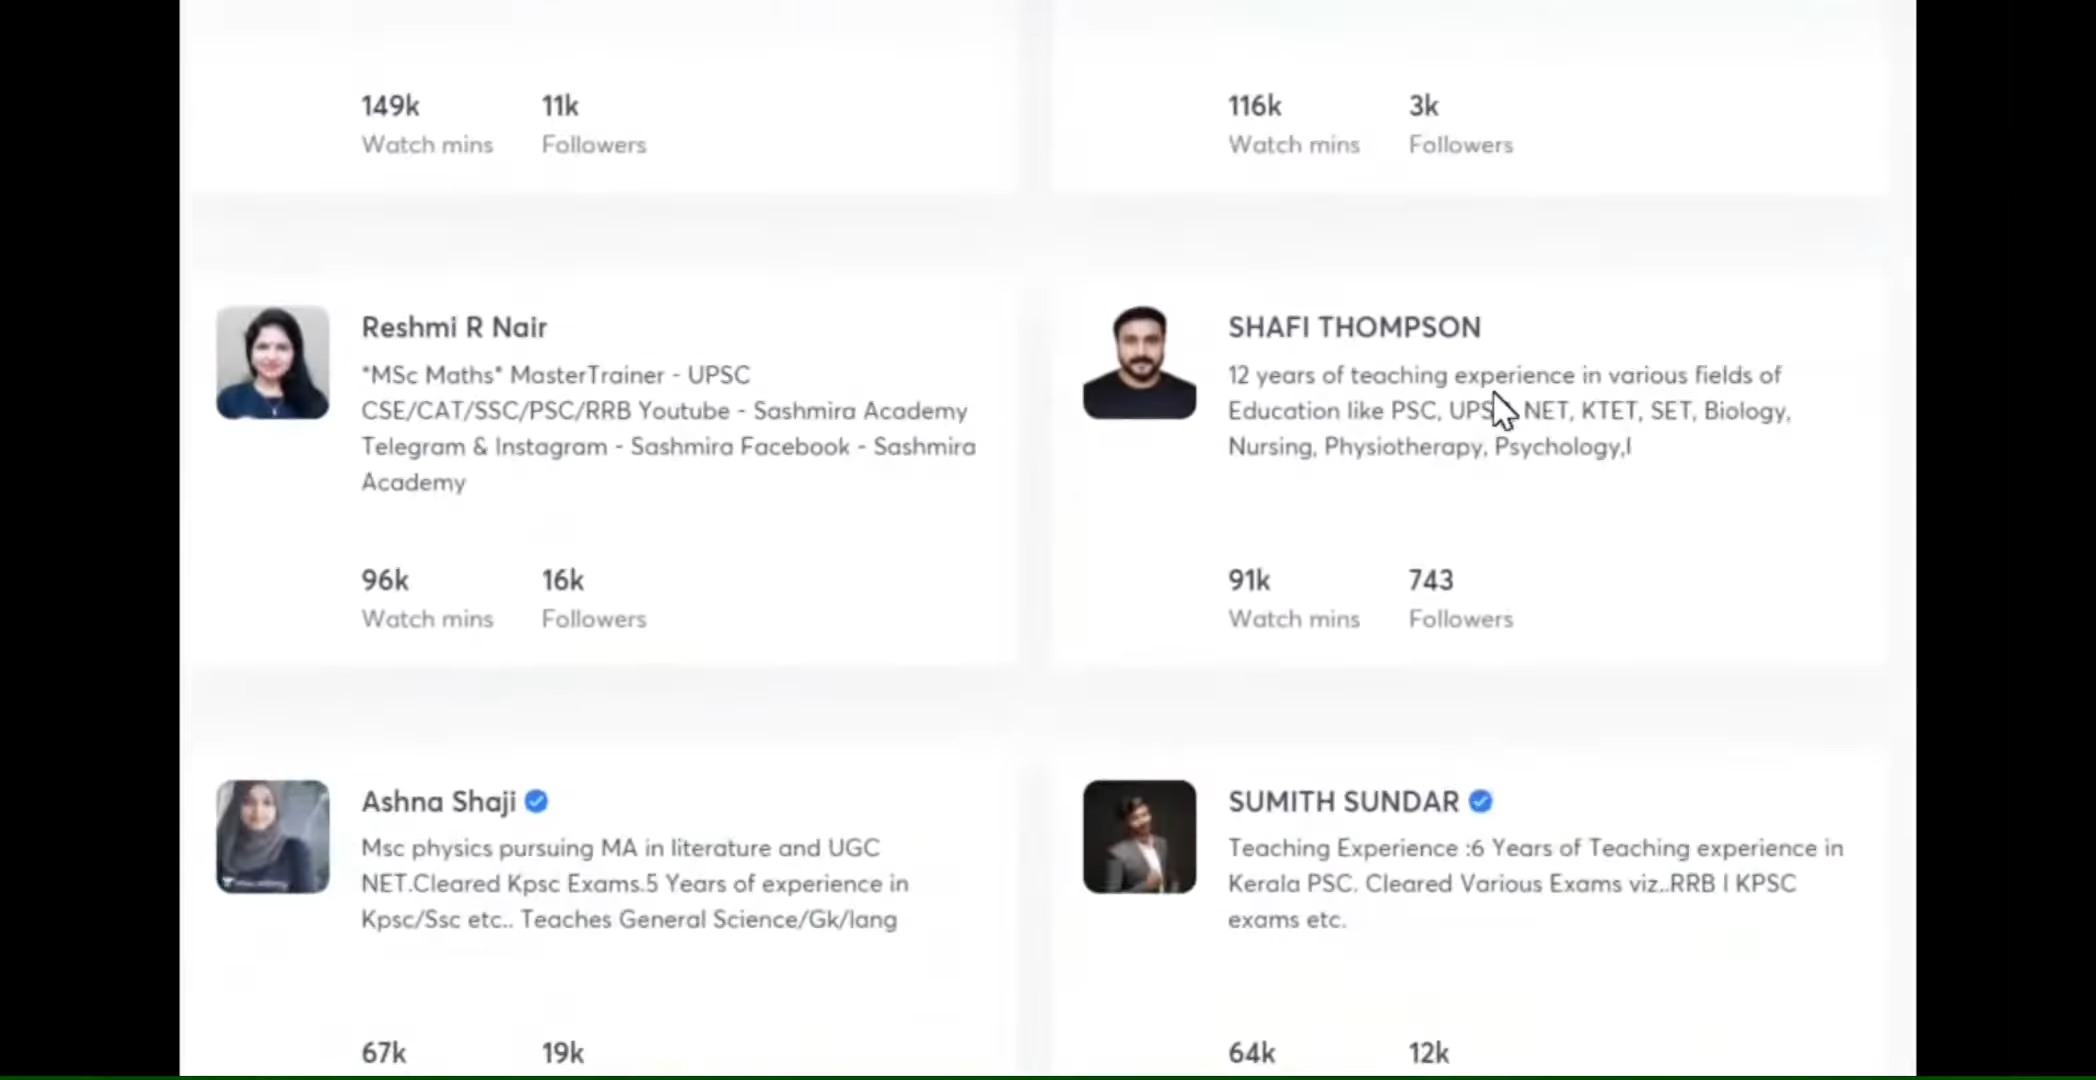 149k 11k
Watch mins Followers
116k 3k
Watch mins Followers
Reshmi R Nair
*MSc Maths* MasterTrainer - UPSC
CSE/CAT/SSC/PSC/RRB Youtube - Sashmira Academy
Telegram & Instagram - Sashmira Facebook - Sashmira
Academy
96k 16k
Watch mins Followers
SHAFI THOMPSON
12 years of teaching experience in various fields of
Education like PSC, NET, KTET, SET, Biology,
Nursing, Physiotherapy, Psychology,I
91k 743
Watch mins Followers
Ashna Shaji
Msc physics pursuing MA in literature and UGC
NET.Cleared Kpsc Exams.5 Years of experience in
Kpsc/Ssc etc.. Teaches General Science/Gk/lang
67k 19k
SUMITH SUNDAR
Teaching Experience :6 Years of Teaching experience in
Kerala PSC. Cleared Various Exams viz..RRB I KPSC
exams etc.
64k 12k